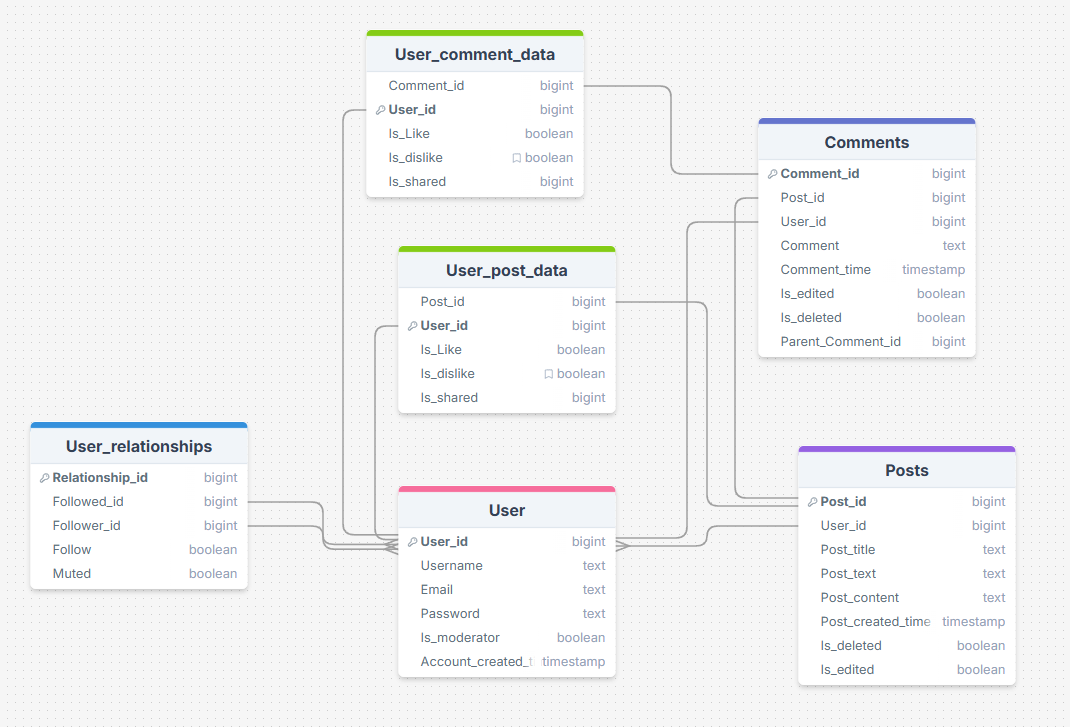 User_comment_data
Comment_id bigint
User_id bigint
Is_Like boolean
Is_dislike boolean
Is_shared bigint
Comments
Comment_id bigint
Post_id bigint
User_id bigint
Comment text
Comment_time timestamp
Is_edited boolean
Is_deleted boolean
Parent_Comment_id bigint
User_post_data
Post_id bigint
User_id bigint
Is_Like boolean
Is_dislike boolean
Is_shared bigint
User_relationships
Relationship_id bigint
Followed_id bigint
Follower_id bigint
Follow boolean
Muted boolean
User
User_id bigint
Username text
Email text
Password text
Is_moderator boolean
Account_created_t timestamp
Posts
Post_id bigint
User_id bigint
Post_title text
Post_text text
Post_content text
Post_created_time timestamp
Is_deleted boolean
Is_edited boolean